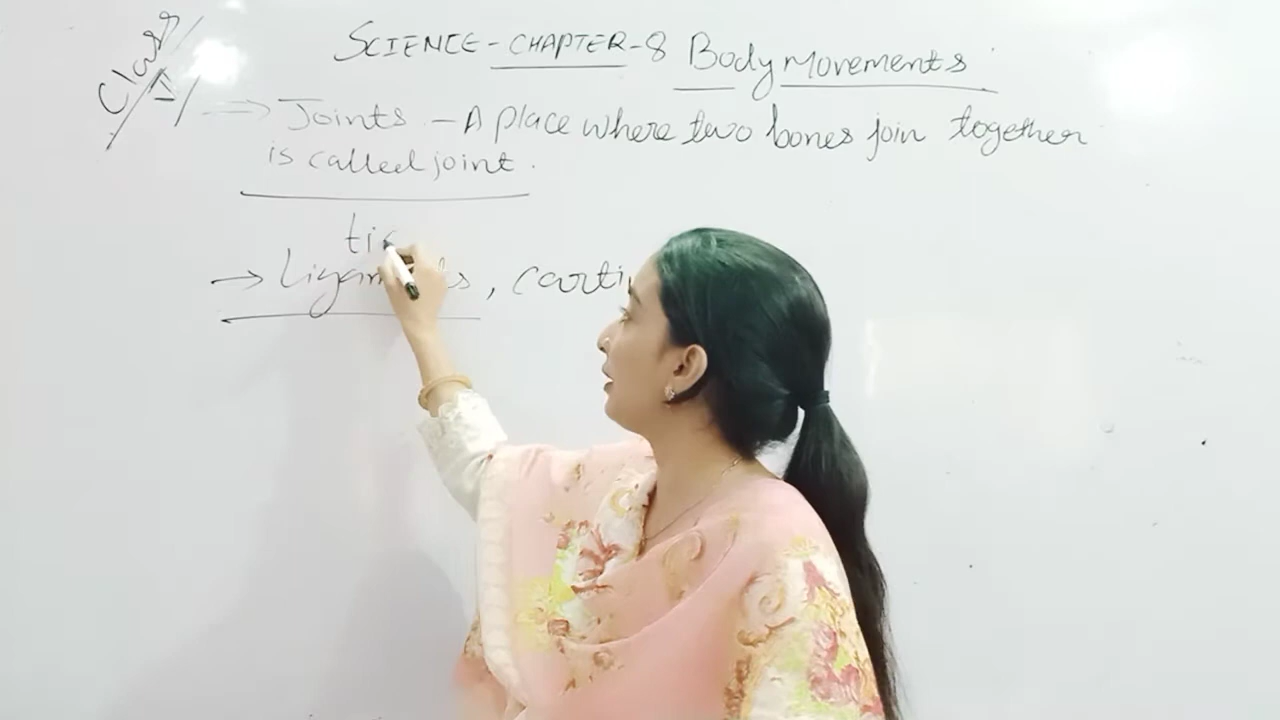 Class VI
SCIENCE - CHAPTER - 8 Body Movements
→ Joints - A place where two bones join together
is called joint.
tis
→ Ligaments, carti